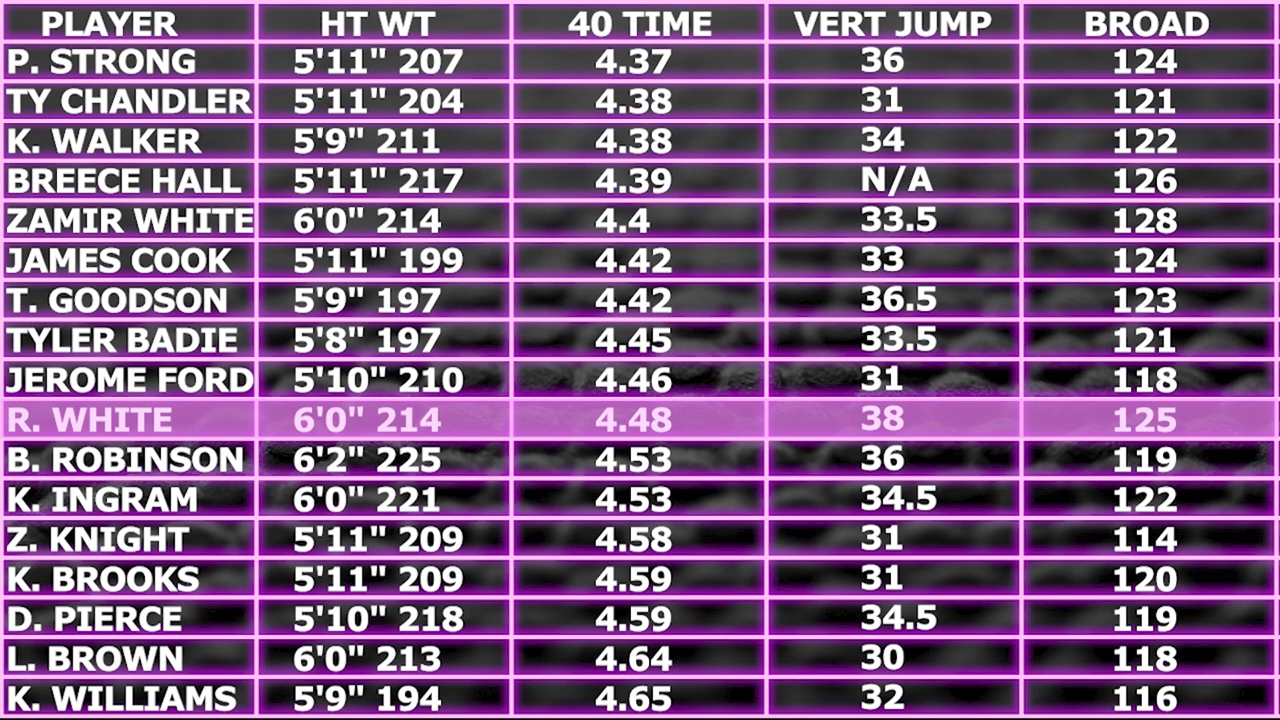 PLAYER HT WT 40 TIME VERT JUMP BROAD
P. STRONG 5'11" 207 4.37 36 124
TY CHANDLER 5'11" 204 4.38 31 121
K. WALKER 5'9" 211 4.38 34 122
BREECE HALL 5'11" 217 4.39 N/A 126
ZAMIR WHITE 6'0" 214 4.4 33.5 128
JAMES COOK 5'11" 199 4.42 33 124
T. GOODSON 5'9" 197 4.42 36.5 123
TYLER BADIE 5'8" 197 4.45 33.5 121
JEROME FORD 5'10" 210 4.46 31 118
R. WHITE 6'0" 214 4.48 38 125
B. ROBINSON 6'2" 225 4.53 36 119
K. INGRAM 6'0" 221 4.53 34.5 122
Z. KNIGHT 5'11" 209 4.58 31 114
K. BROOKS 5'11" 209 4.59 31 120
D. PIERCE 5'10" 218 4.59 34.5 119
L. BROWN 6'0" 213 4.64 30 118
K. WILLIAMS 5'9" 194 4.65 32 116